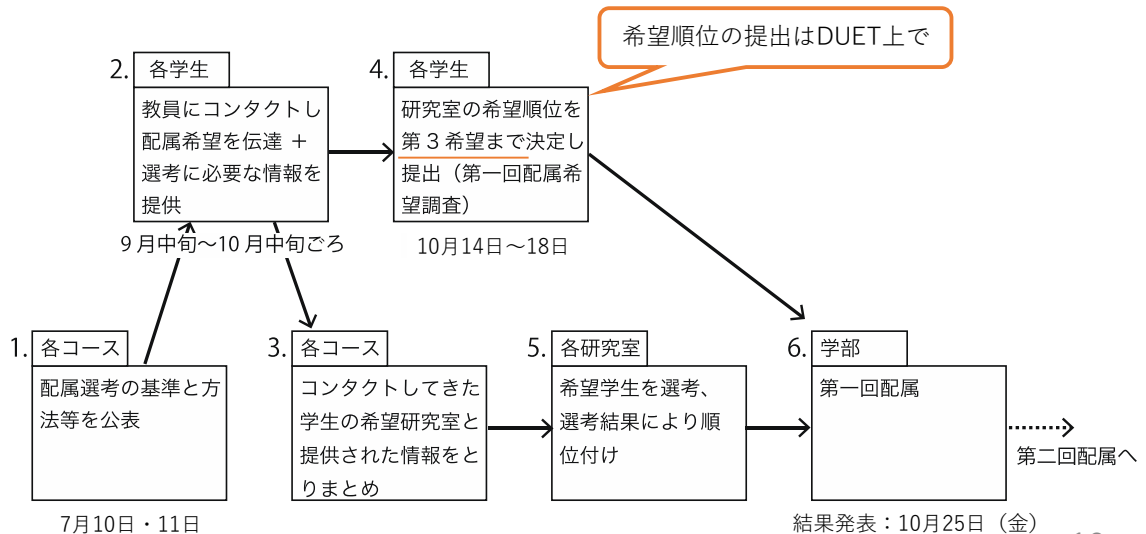 希望順位の提出はDUET上で
2. 各学生
教員にコンタクトし
配属希望を伝達 ＋
選考に必要な情報を
提供
9月中旬～10月中旬ごろ
4. 各学生
研究室の希望順位を
第3希望まで決定し
提出（第一回配属希
望調査）
10月14日～18日
1. 各コース
配属選考の基準と方
法等を公表
7月10日・11日
3. 各コース
コンタクトしてきた
学生の希望研究室と
提供された情報をと
りまとめ
5. 各研究室
希望学生を選考、
選考結果により順
位付け
6. 学部
第一回配属
結果発表：10月25日（金）
第二回配属へ